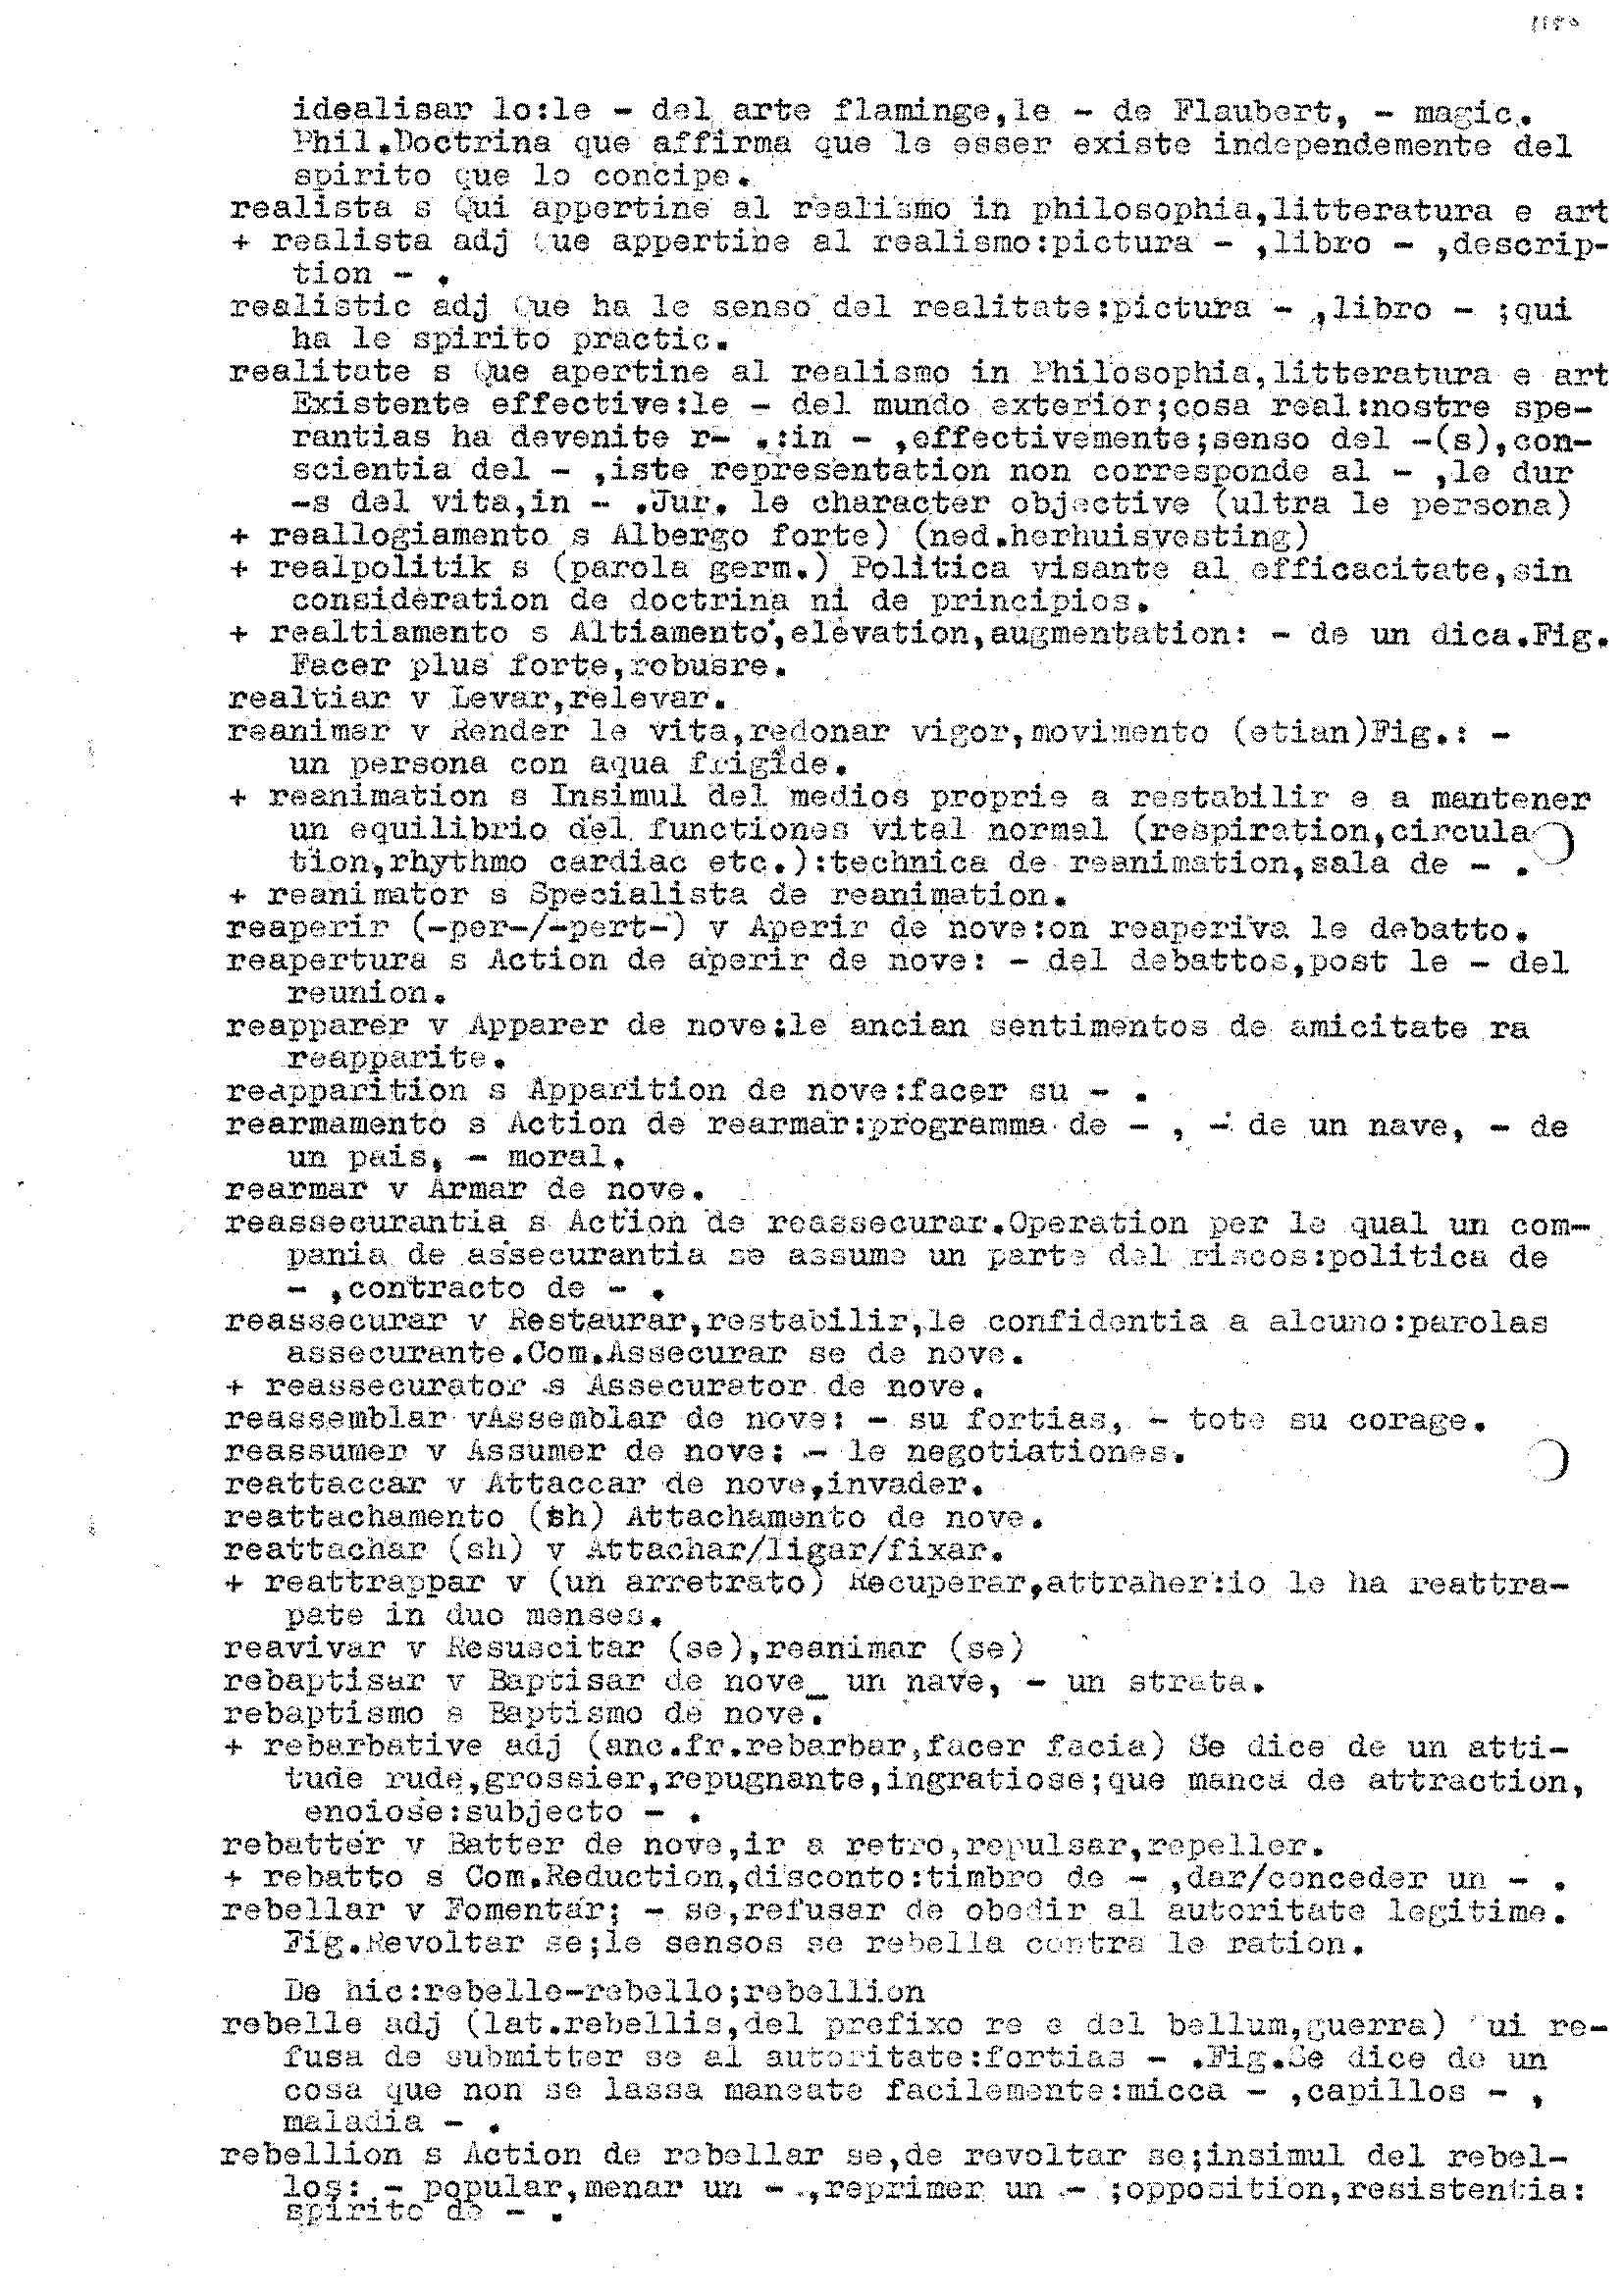 idealisar lo:le - del arte flaminge,le - de Flaubert, - magic.
Phil.Doctrina que affirma que le esser existe independemente del
spirito que lo concipe.
realista s Qui appertine al realismo in philosophia,litteratura e art
+ realista adj Que appertine al realismo:pictura - ,libro - ,descrip-
tion - .
realistic adj Que ha le senso del realitate:pictura - ,libro - ;qui
ha le spirito practic.
realitate s Que apertine al realismo in Philosophia,litteratura e art
Existente effective:le - del mundo exterior;cosa real:nostre spe-
rantias ha devenite r- .:in - ,effectivemente;senso del -(s),con-
scientia del - ,iste representation non corresponde al - ,le dur
-s del vita,in - .Jur. le character objective (ultra le persona)
+ reallogiamento s Albergo forte) (ned.herhuisvesting)
+ realpolitik s (parola germ.) Politica visante al efficacitate,sin
consideration de doctrina ni de principios.
+ realtiamento s Altiamento,elevation,augmentation: - de un dica.Fig.
Facer plus forte,robusre.
realtiar v Levar,relevar.
reanimar v Render le vita,redonar vigor,movimento (etian)Fig.: -
un persona con aqua frigide.
+ reanimation s Insimul del medios proprie a restabilir e a mantener
un equilibrio del functiones vital normal (respiration,circula
tion,rhythmo cardiac etc.):technica de reanimation,sala de - .
+ reanimator s Specialista de reanimation.
reaperir (-per-/-pert-) v Aperir de nove:on reaperiva le debatto.
reapertura s Action de aperir de nove: - del debattos,post le - del
reunion.
reapparer v Apparer de nove:le ancian sentimentos de amicitate ra
reapparite.
reapparition s Apparition de nove:facer su - .
rearmamento s Action de rearmar:programma de - , - de un nave, - de
un pais, - moral.
rearmar v Armar de nove.
reassecurantia s Action de reassecurar.Operation per le qual un com-
pania de assecurantia se assume un parte del riscos:politica de
- ,contracto de - .
reassecurar v Restaurar,restabilir,le confidentia a alcuno:parolas
assecurante.Com.Assecurar se de nove.
+ reassecurator s Assecurator de nove.
reassemblar vAssemblar de nove: - su fortias, - tote su corage.
reassumer v Assumer de nove: - le negotiationes.
reattaccar v Attaccar de nove,invader.
reattachamento (sh) Attachamento de nove.
reattachar (sh) v Attachar/ligar/fixar.
+ reattrappar v (un arretrato) Recuperar,attraher:io le ha reattra-
pate in duo menses.
reavivar v Resuscitar (se),reanimar (se)
rebaptisar v Baptisar de nove_ un nave, - un strata.
rebaptismo s Baptismo de nove.
+ rebarbative adj (anc.fr.rebarbar,facer facia) Se dice de un atti-
tude rude,grossier,repugnante,ingratiose;que manca de attraction,
enoiose:subjecto - .
rebatter v Batter de nove,ir a retro,repulsar,repeller.
+ rebatto s Com.Reduction,disconto:timbro de - ,dar/conceder un - .
rebellar v Fomentar; - se,refusar de obedir al autoritate legitime.
Fig.Revoltar se;le sensos se rebella contra le ration.
De hic:rebelle-rebello;rebellion
rebelle adj (lat.rebellis,del prefixo re e del bellum,guerra) Qui re-
fusa de submitter se al autoritate:fortias - .Fig.Se dice de un
cosa que non se lassa maneate facilemente:micca - ,capillos - ,
maladia - .
rebellion s Action de rebellar se,de revoltar se;insimul del rebel-
los: - popular,menar un - ,reprimer un - ;opposition,resistentia:
spirito de - .